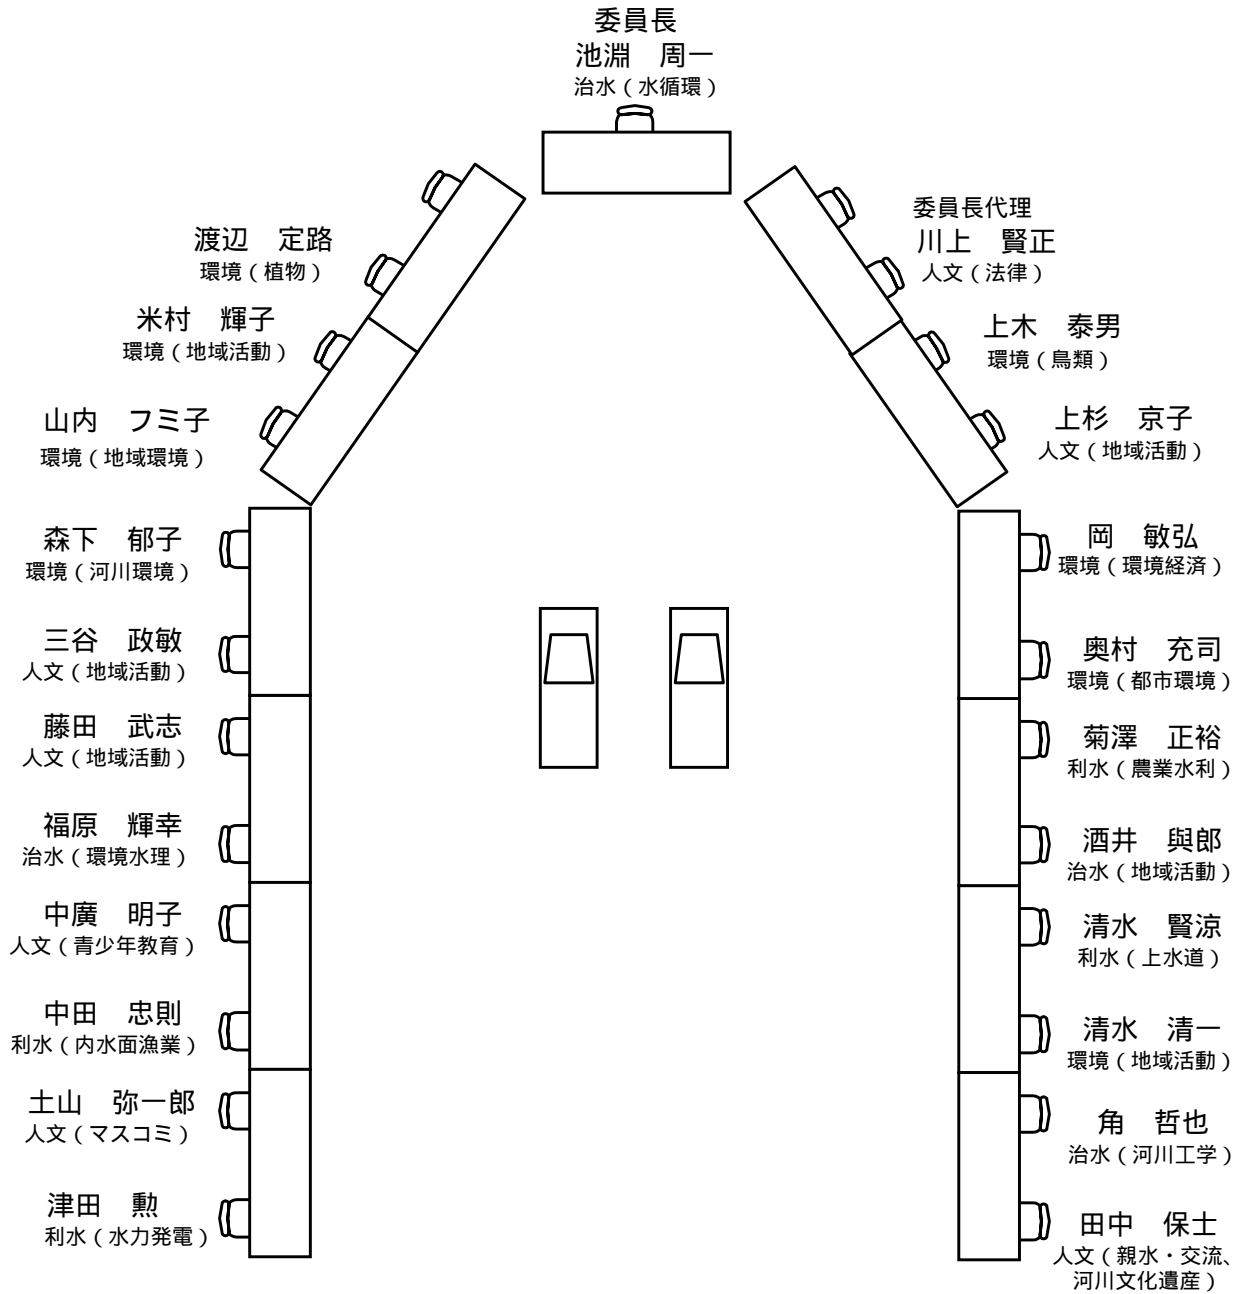 委員長
池淵　周一
治水（水循環）
渡辺　定路
環境（植物）
米村　輝子
環境（地域活動）
山内　フミ子
環境（地域環境）
森下　郁子
環境（河川環境）
三谷　政敏
人文（地域活動）
藤田　武志
人文（地域活動）
福原　輝幸
治水（環境水理）
中廣　明子
人文（青少年教育）
中田　忠則
利水（内水面漁業）
土山　弥一郎
人文（マスコミ）
津田　勲
利水（水力発電）
委員長代理
川上　賢正
人文（法律）
上木　泰男
環境（鳥類）
上杉　京子
人文（地域活動）
岡　敏弘
環境（環境経済）
奥村　充司
環境（都市環境）
菊澤　正裕
利水（農業水利）
酒井　與郎
治水（地域活動）
清水　賢涼
利水（上水道）
清水　清一
環境（地域活動）
角　哲也
治水（河川工学）
田中　保士
人文（親水・交流、
河川文化遺産）